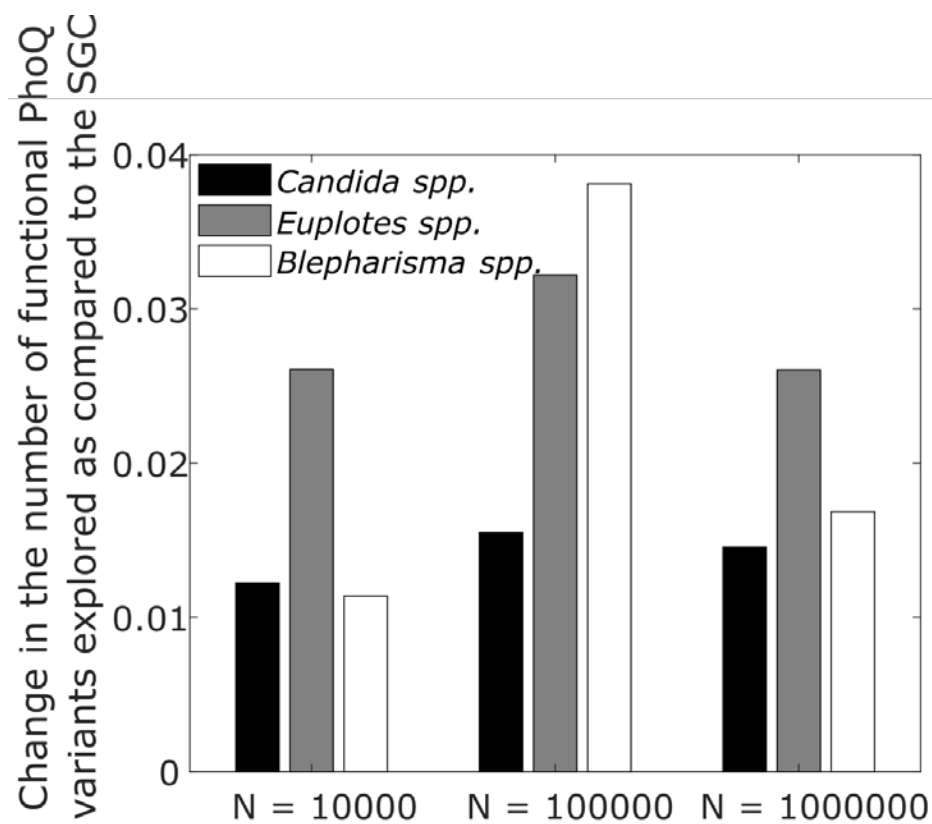 Change in the number of functional PhoQ
variants explored as compared to the SGC
0.04
0.03
0.02
0.01
0
Candida spp.
Euplotes spp.
Blepharisma spp.
N = 10000
N = 100000
N = 1000000